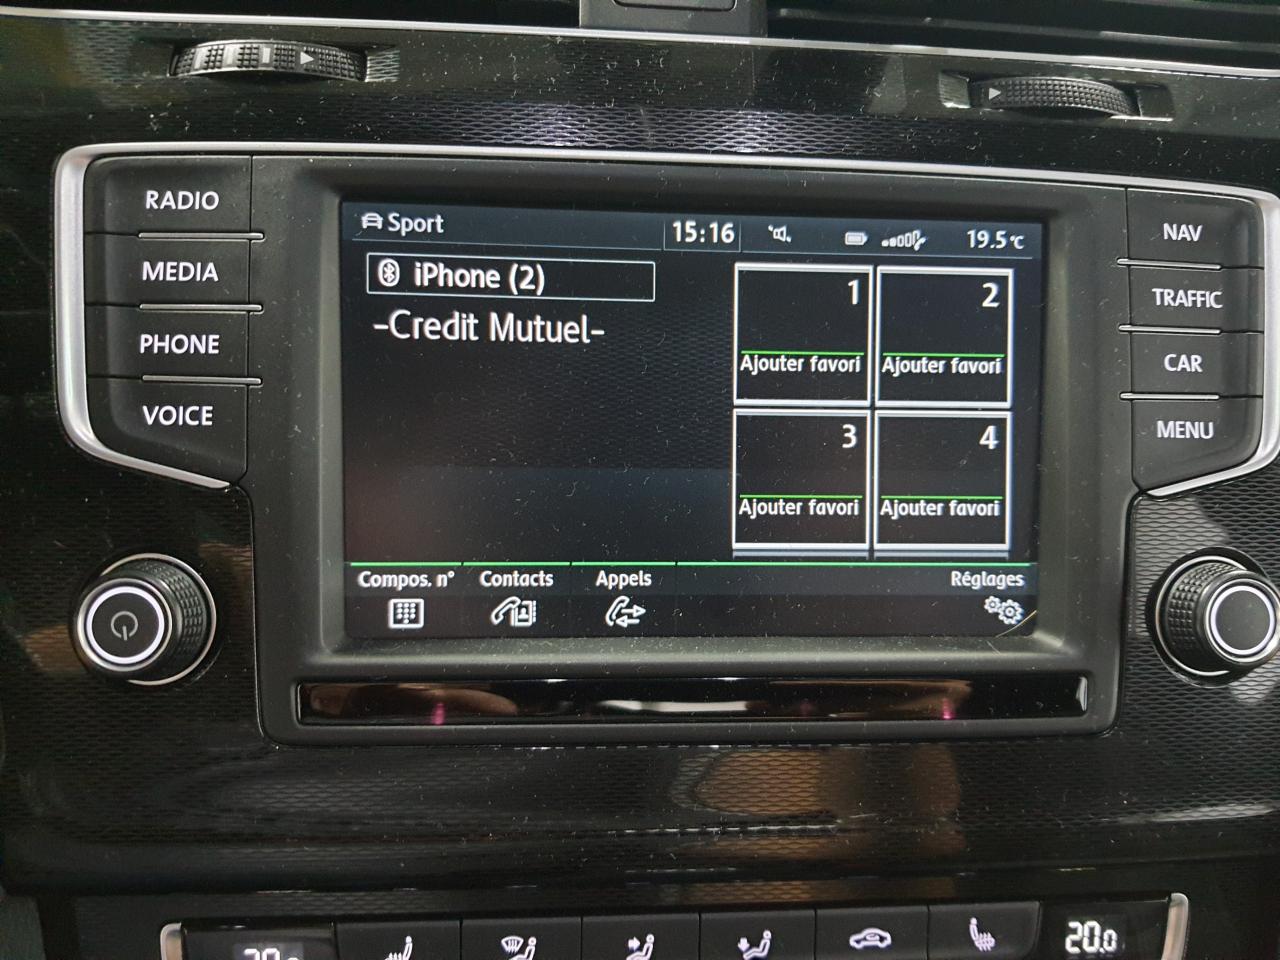 RADIO
MEDIA
PHONE
VOICE
Sport
15:16
19.5°C
iPhone (2)
-Credit Mutuel-
1
Ajouter favori
2
Ajouter favori
3
Ajouter favori
4
Ajouter favori
Compos. n°
Contacts
Appels
Réglages
NAV
TRAFFIC
CAR
MENU
20.0